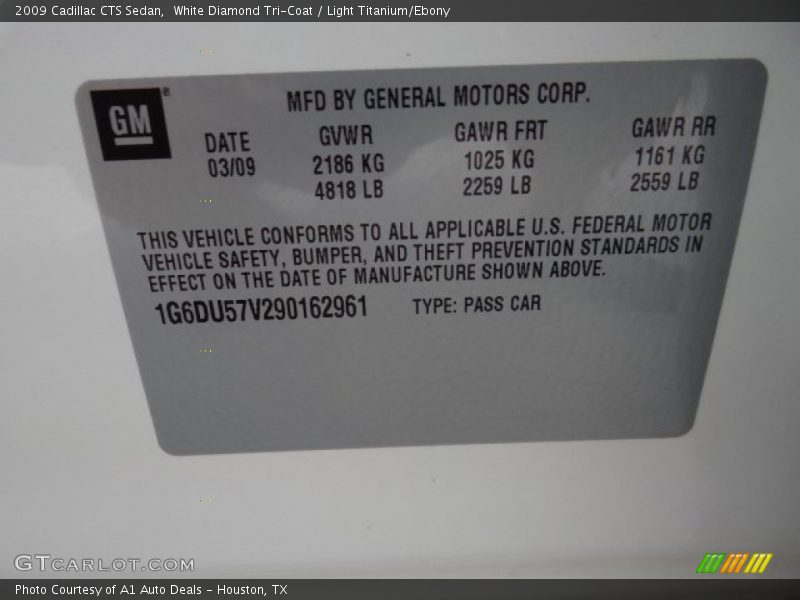 2009 Cadillac CTS Sedan,  White Diamond Tri-Coat / Light Titanium/Ebony
GM®
MFD BY GENERAL MOTORS CORP.
DATE GVWR GAWR FRT GAWR RR
03/09 2186 KG 1025 KG 1161 KG
4818 LB 2259 LB 2559 LB
THIS VEHICLE CONFORMS TO ALL APPLICABLE U.S. FEDERAL MOTOR
VEHICLE SAFETY, BUMPER, AND THEFT PREVENTION STANDARDS IN
EFFECT ON THE DATE OF MANUFACTURE SHOWN ABOVE.
1G6DU57V290162961 TYPE: PASS CAR
GTCARLOT.COM
Photo Courtesy of A1 Auto Deals - Houston, TX